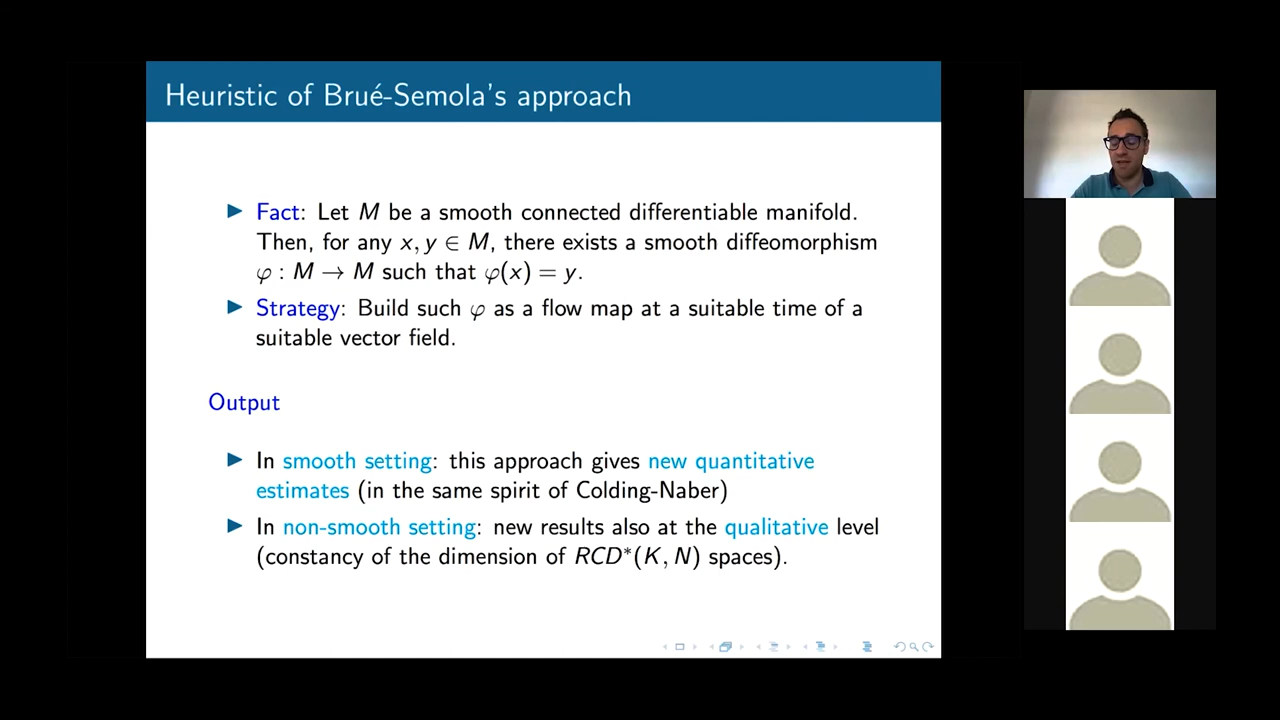 Heuristic of Brué-Semola's approach
▶ Fact: Let M be a smooth connected differentiable manifold.
Then, for any x, y ∈ M, there exists a smooth diffeomorphism
φ : M → M such that φ(x) = y.
▶ Strategy: Build such φ as a flow map at a suitable time of a
suitable vector field.
Output
▶ In smooth setting: this approach gives new quantitative
estimates (in the same spirit of Colding-Naber)
▶ In non-smooth setting: new results also at the qualitative level
(constancy of the dimension of RCD*(K, N) spaces).